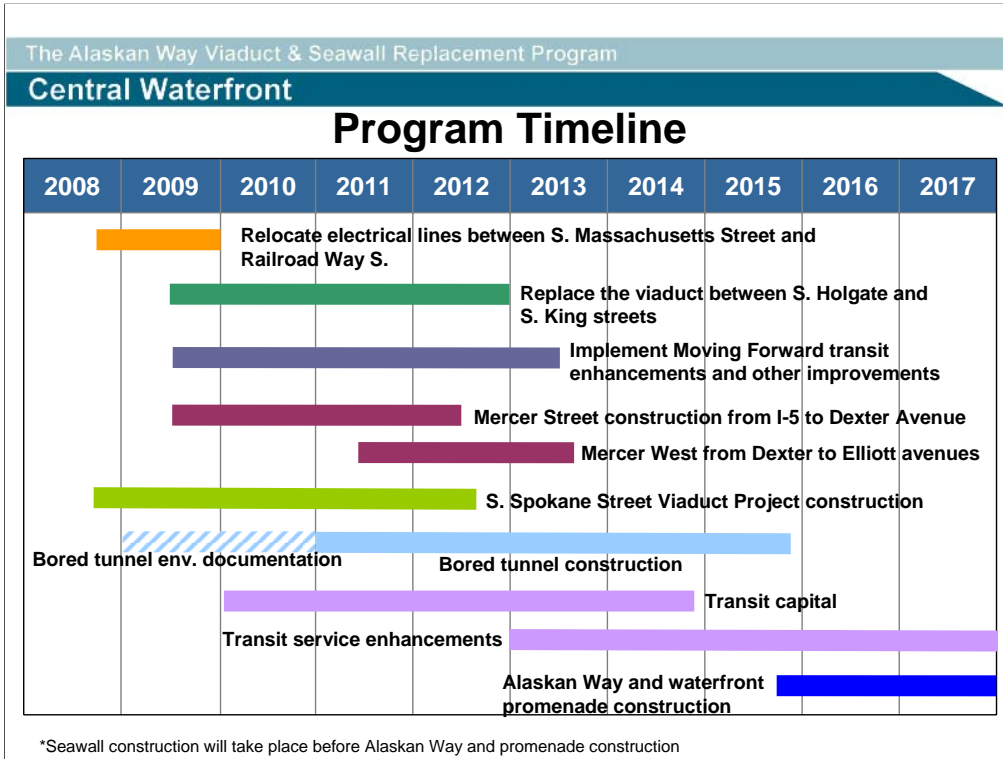 The Alaskan Way Viaduct & Seawall Replacement Program
Central Waterfront
Program Timeline
2008 2009 2010 2011 2012 2013 2014 2015 2016 2017
Relocate electrical lines between S. Massachusetts Street and
Railroad Way S.
Replace the viaduct between S. Holgate and
S. King streets
Implement Moving Forward transit
enhancements and other improvements
Mercer Street construction from I-5 to Dexter Avenue
Mercer West from Dexter to Elliott avenues
S. Spokane Street Viaduct Project construction
Bored tunnel env. documentation
Bored tunnel construction
Transit capital
Transit service enhancements
Alaskan Way and waterfront
promenade construction
*Seawall construction will take place before Alaskan Way and promenade construction